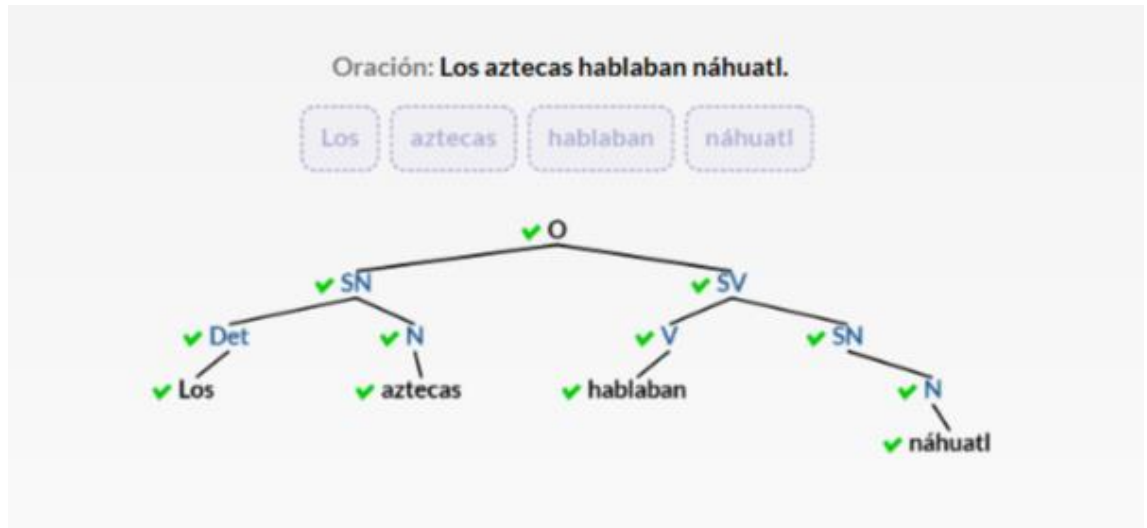 Oración: Los aztecas hablaban náhuatl.
Los aztecas hablaban náhuatl
O
SN SV
Det N V SN
Los aztecas hablaban N
náhuatl